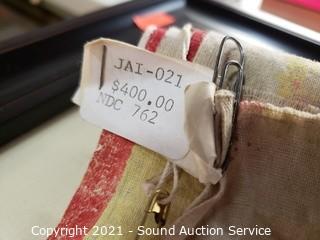 JAI-021
$400.00
NDC 762
Copyright 2021 - Sound Auction Service